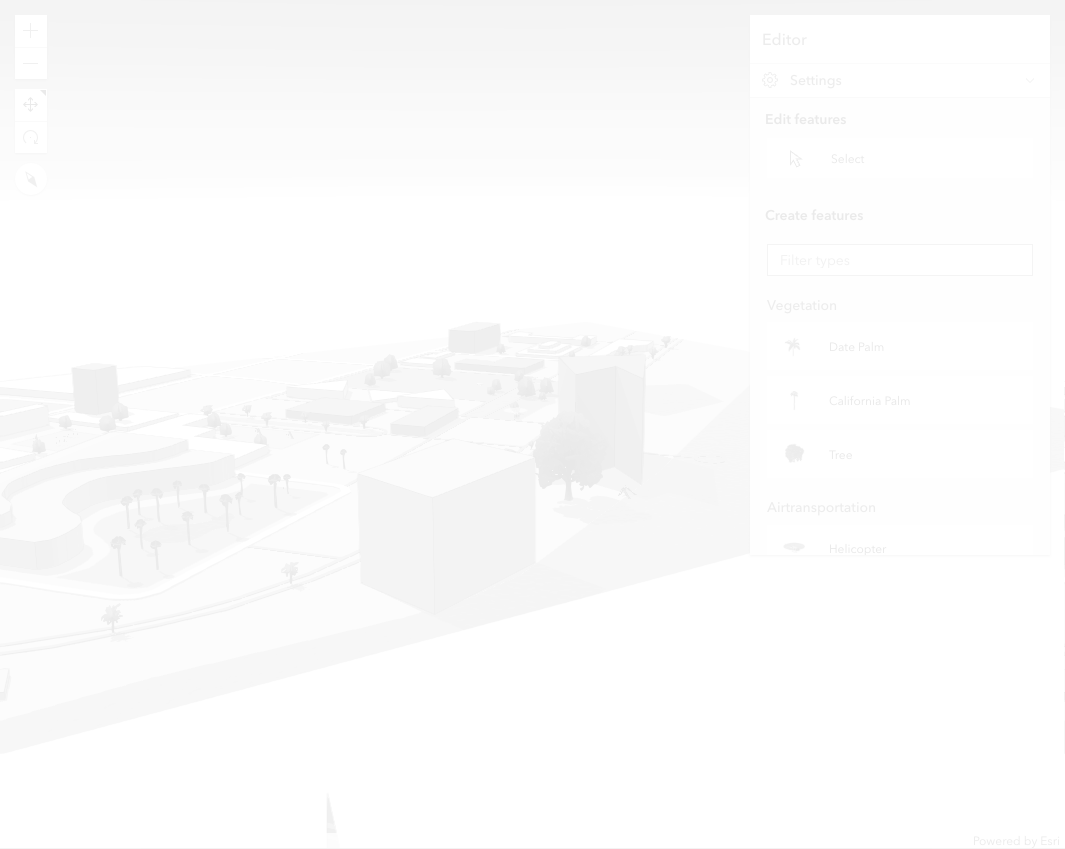 Editor
Settings
Edit features
Select
Create features
Filter types
Vegetation
Date Palm
California Palm
Tree
Airtransportation
Helicopter
Powered by Esri